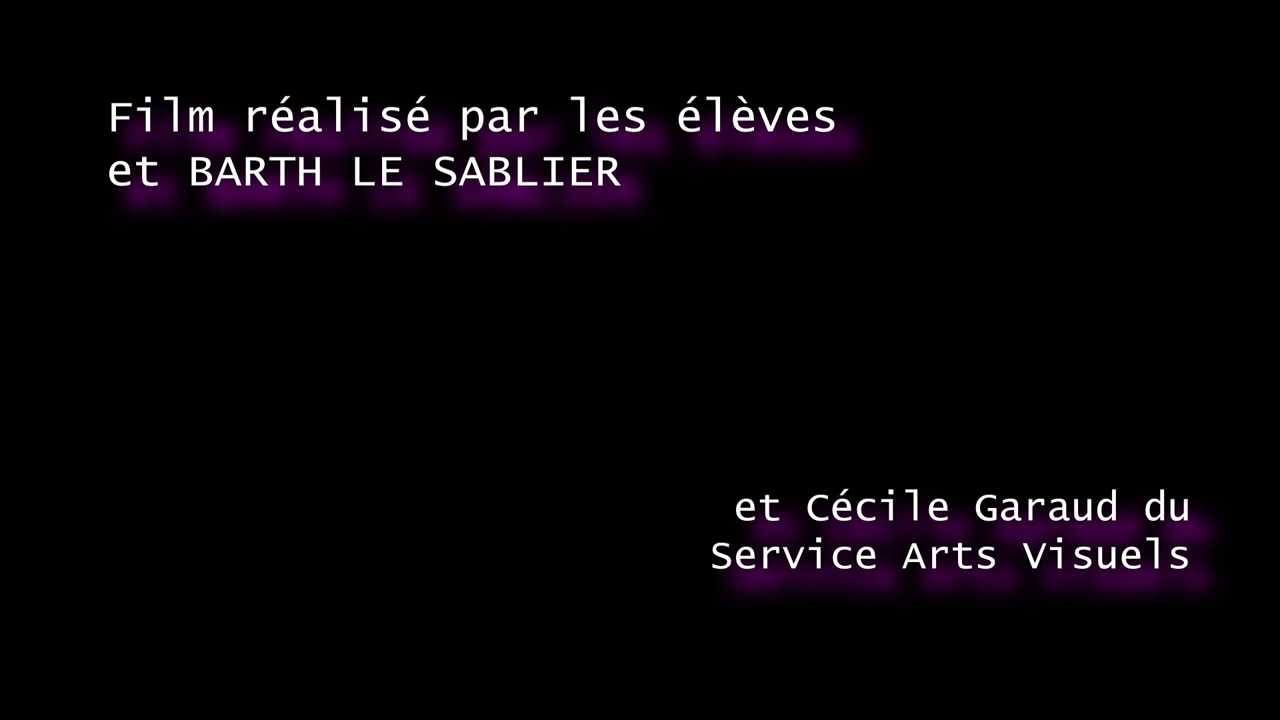 Film réalisé par les élèves
et BARTH LE SABLIER
et Cécile Garaud du
Service Arts Visuels